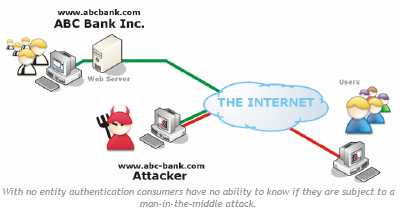 www.abcbank.com
ABC Bank Inc.
Web Server
THE INTERNET
Users
www.abc-bank.com
Attacker
With no entity authentication consumers have no ability to know if they are subject to a
man-in-the-middle attack.